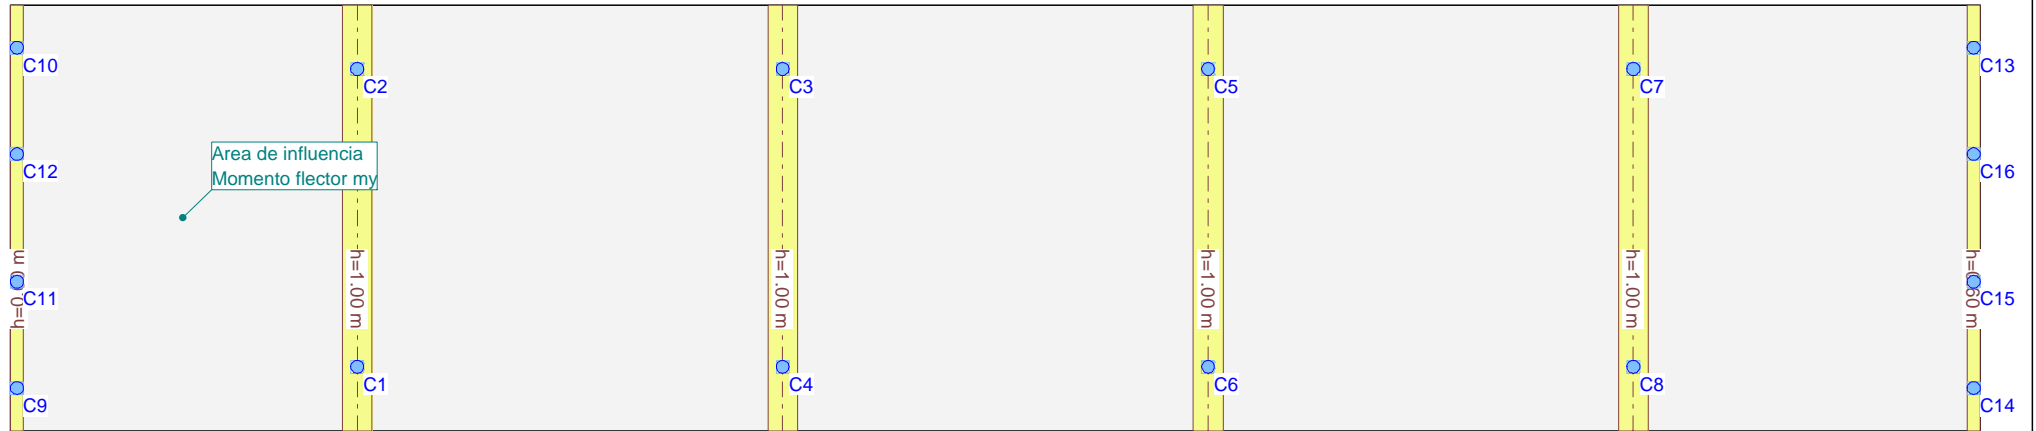 C10
C2
C3
C5
C7
C13
C12
Area de influencia
Momento flector my
C16
h=1.00 m
h=1.00 m
h=1.00 m
h=1.00 m
C11
C15
C9
C1
C4
C6
C8
C14